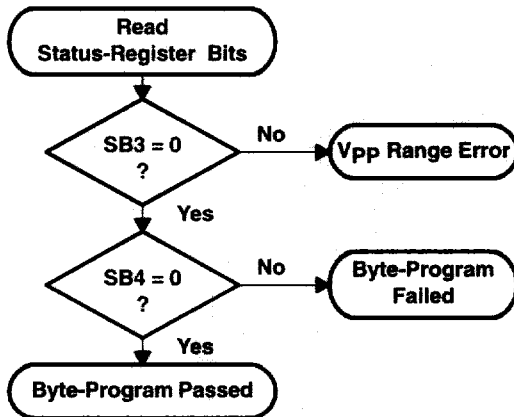 Read
Status-Register Bits
SB3 = 0
?
No
VPP Range Error
Yes
SB4 = 0
?
No
Byte-Program
Failed
Yes
Byte-Program Passed